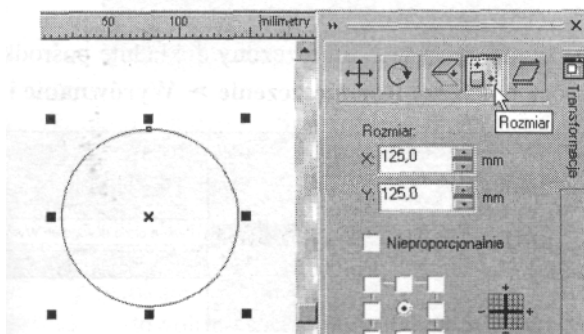 50 100 milimetry
Rozmiar
Transformacje
Rozmiar:
X: 125,0 mm
Y: 125,0 mm
Nieproporcjonalnie